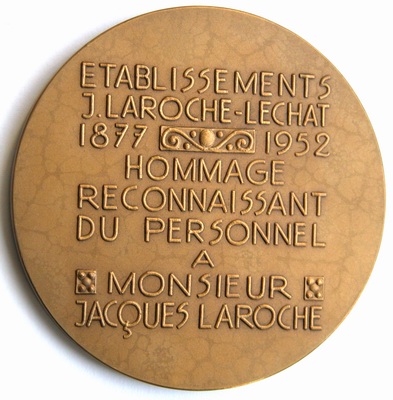 ETABLISSEMENTS
J.LAROCHE-LECHAT
1877 1952
HOMMAGE
RECONNAISSANT
DU PERSONNEL
A
MONSIEUR
JACQUES LAROCHE